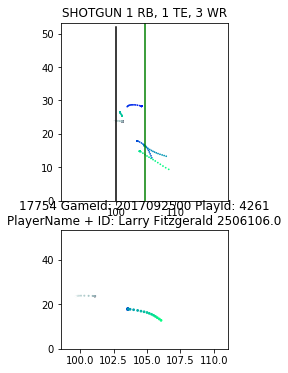 SHOTGUN 1 RB, 1 TE, 3 WR
50
40
30
20
10
0
100
110
17754 GameId: 2017092500 PlayId: 4261
PlayerName + ID: Larry Fitzgerald 2506106.0
40
20
0
100.0 102.5 105.0 107.5 110.0